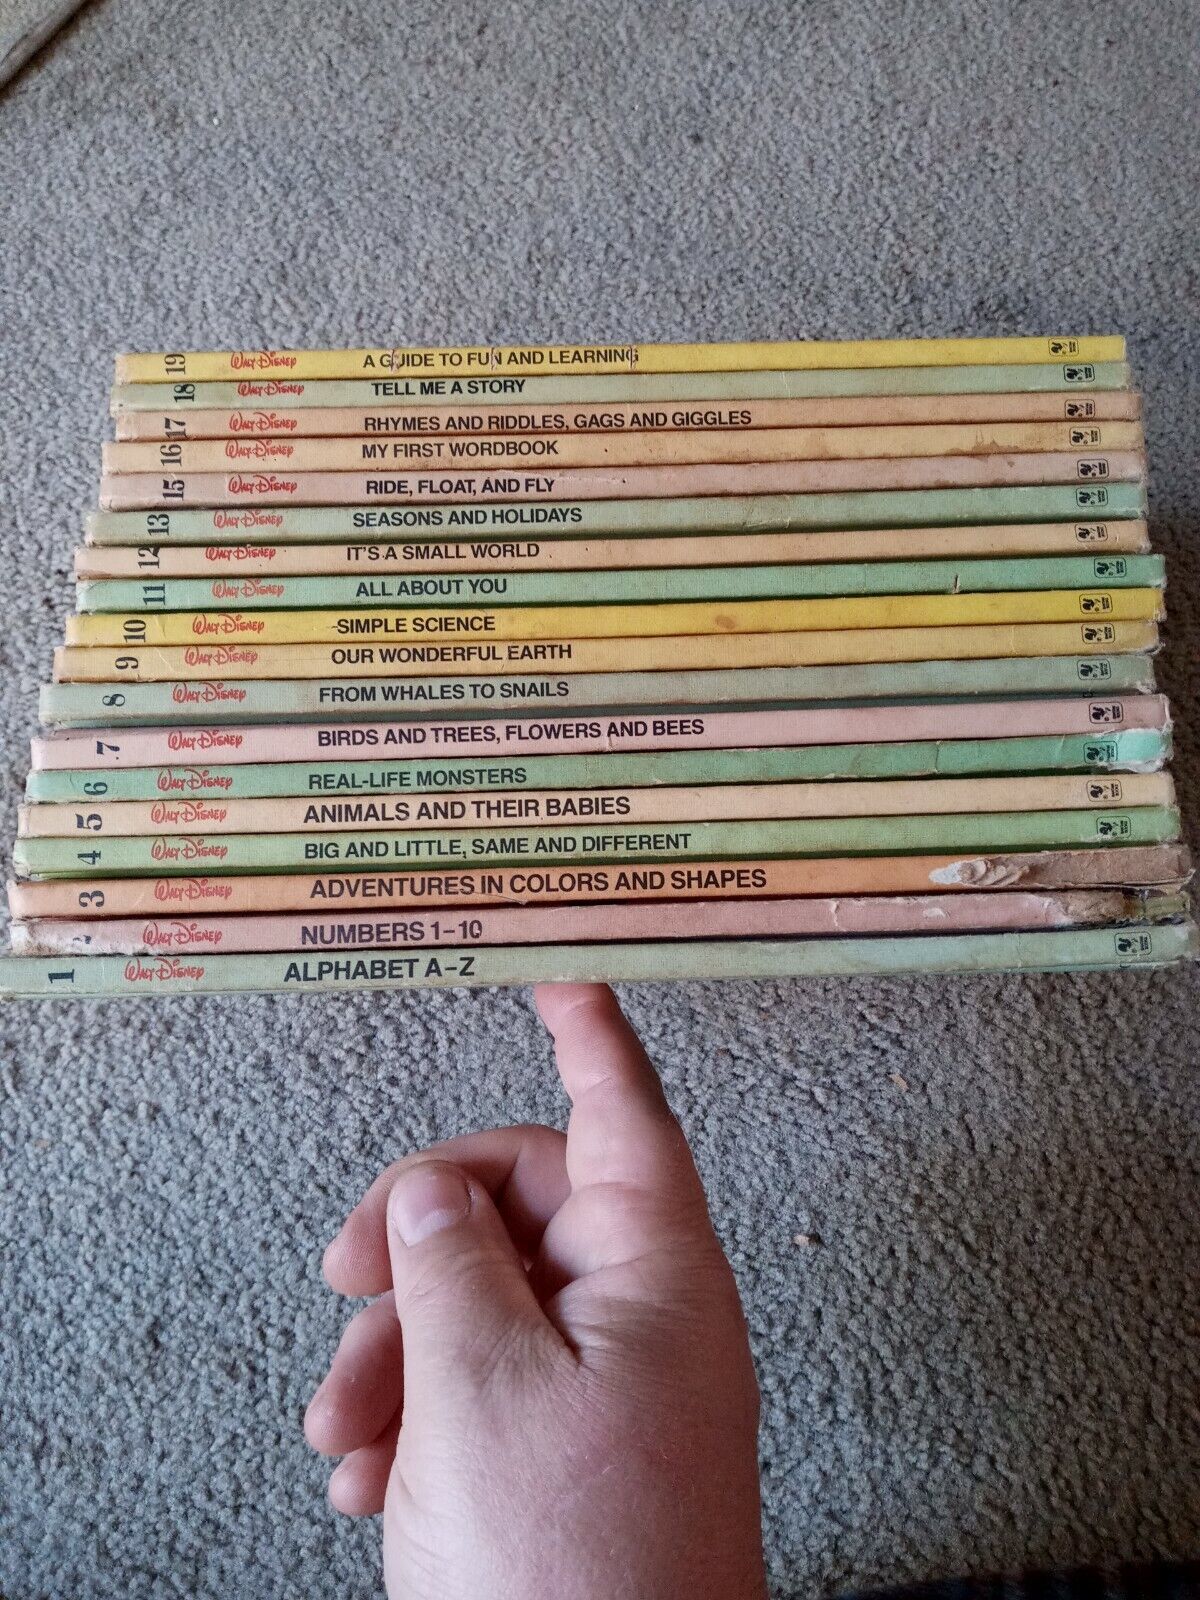 19 WALT DISNEY A GUIDE TO FUN AND LEARNING
18 WALT DISNEY TELL ME A STORY
17 WALT DISNEY RHYMES AND RIDDLES, GAGS AND GIGGLES
16 WALT DISNEY MY FIRST WORDBOOK
15 WALT DISNEY RIDE, FLOAT, AND FLY
13 WALT DISNEY SEASONS AND HOLIDAYS
12 WALT DISNEY IT'S A SMALL WORLD
11 WALT DISNEY ALL ABOUT YOU
10 WALT DISNEY SIMPLE SCIENCE
9 WALT DISNEY OUR WONDERFUL EARTH
8 WALT DISNEY FROM WHALES TO SNAILS
7 WALT DISNEY BIRDS AND TREES, FLOWERS AND BEES
6 WALT DISNEY REAL-LIFE MONSTERS
5 WALT DISNEY ANIMALS AND THEIR BABIES
4 WALT DISNEY BIG AND LITTLE, SAME AND DIFFERENT
3 WALT DISNEY ADVENTURES IN COLORS AND SHAPES
WALT DISNEY NUMBERS 1-10
1 WALT DISNEY ALPHABET A-Z